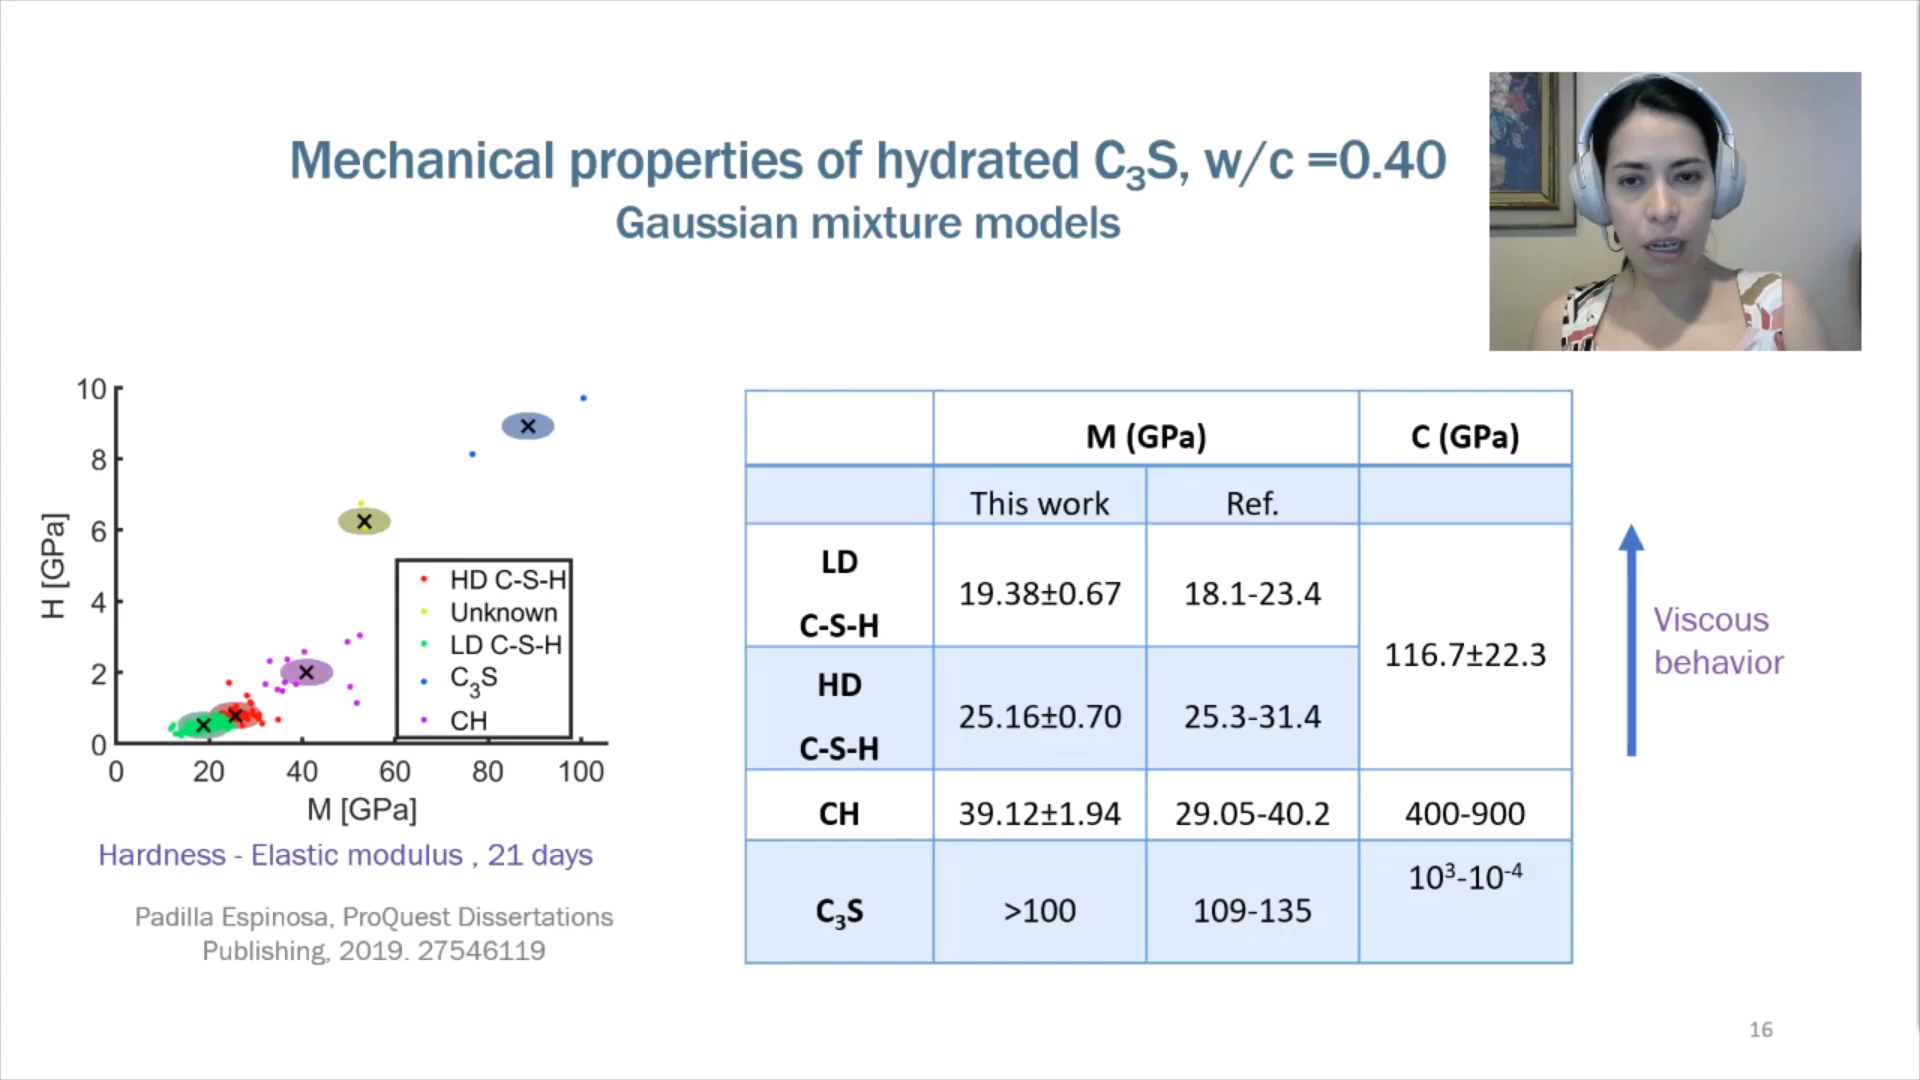 Mechanical properties of hydrated C₃S, w/c =0.40
Gaussian mixture models
10
8
6
4
2
0
H [GPa]
0 20 40 60 80 100
M [GPa]
HD C-S-H
Unknown
LD C-S-H
C₃S
CH
Hardness - Elastic modulus , 21 days
Padilla Espinosa, ProQuest Dissertations
Publishing, 2019. 27546119
M (GPa) C (GPa)
This work Ref.
LD
C-S-H
19.38±0.67 18.1-23.4
116.7±22.3
HD
C-S-H
25.16±0.70 25.3-31.4
CH 39.12±1.94 29.05-40.2 400-900
C₃S >100 109-135 10³-10⁻⁴
Viscous
behavior
16